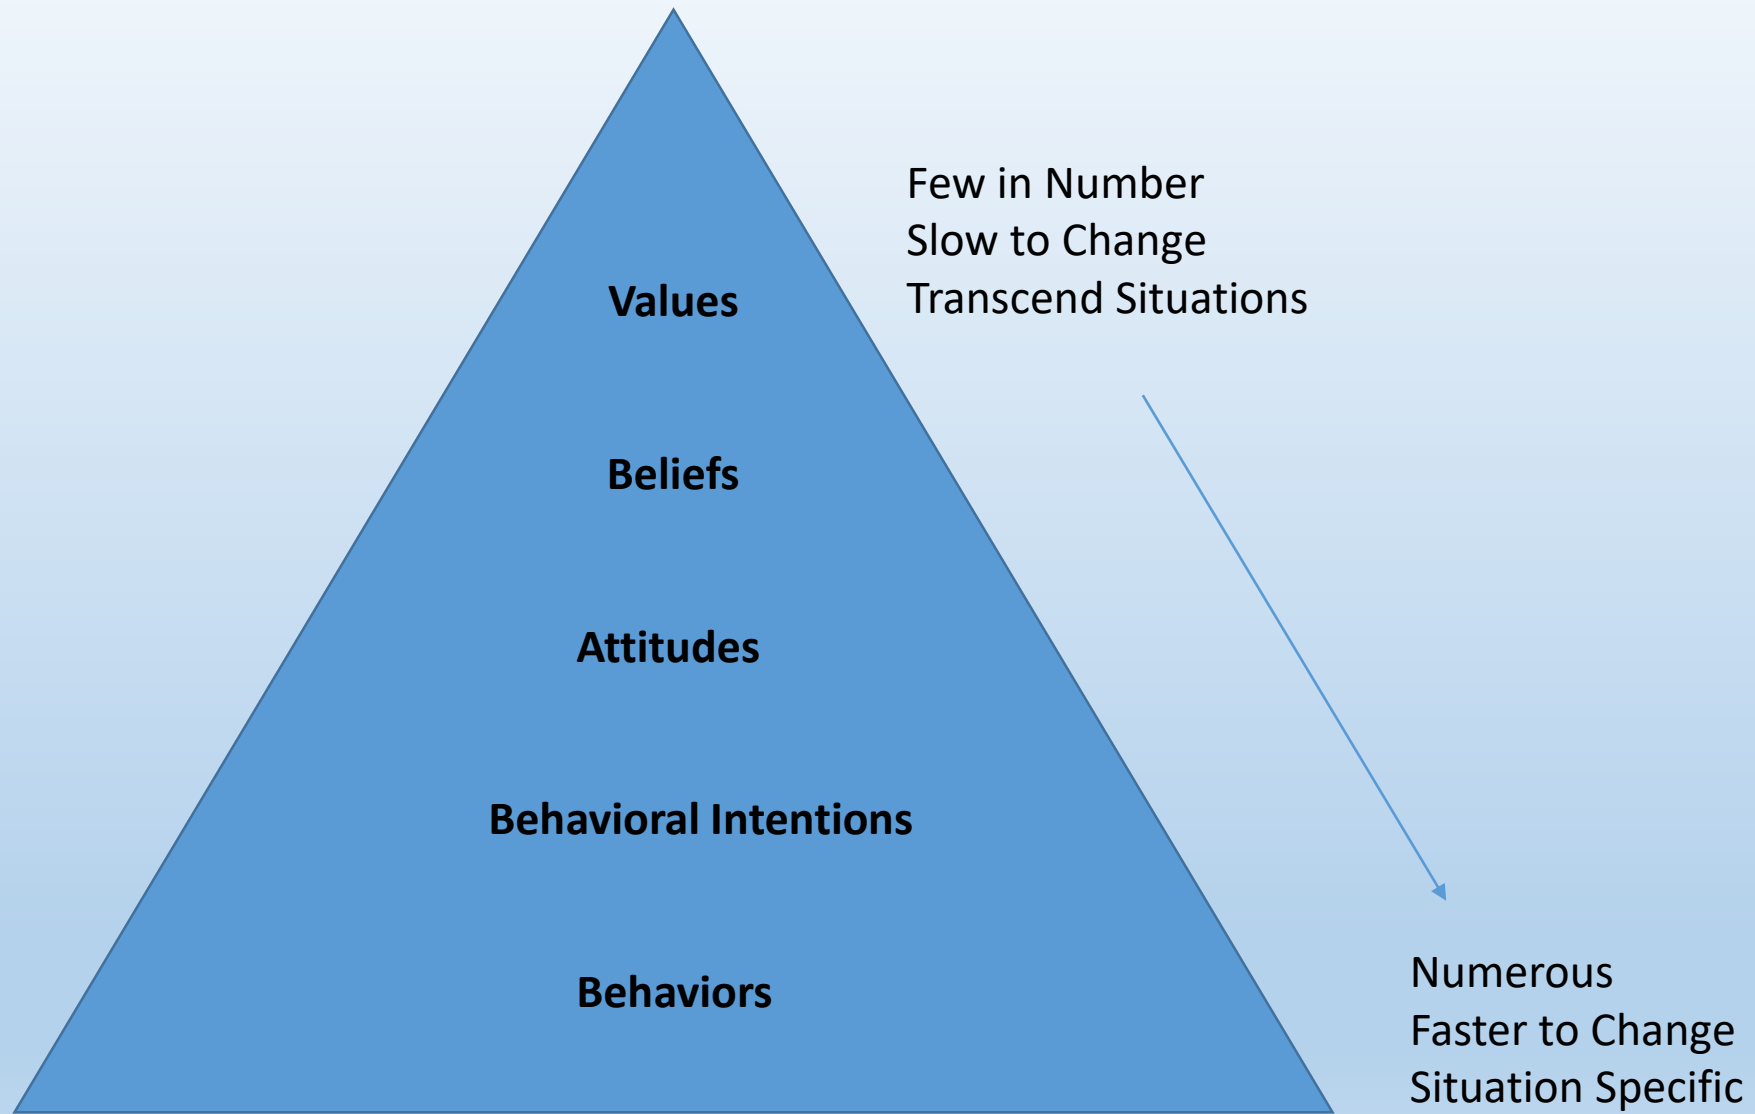 Few in Number
Slow to Change
Transcend Situations
Values
Beliefs
Attitudes
Behavioral Intentions
Behaviors
Numerous
Faster to Change
Situation Specific